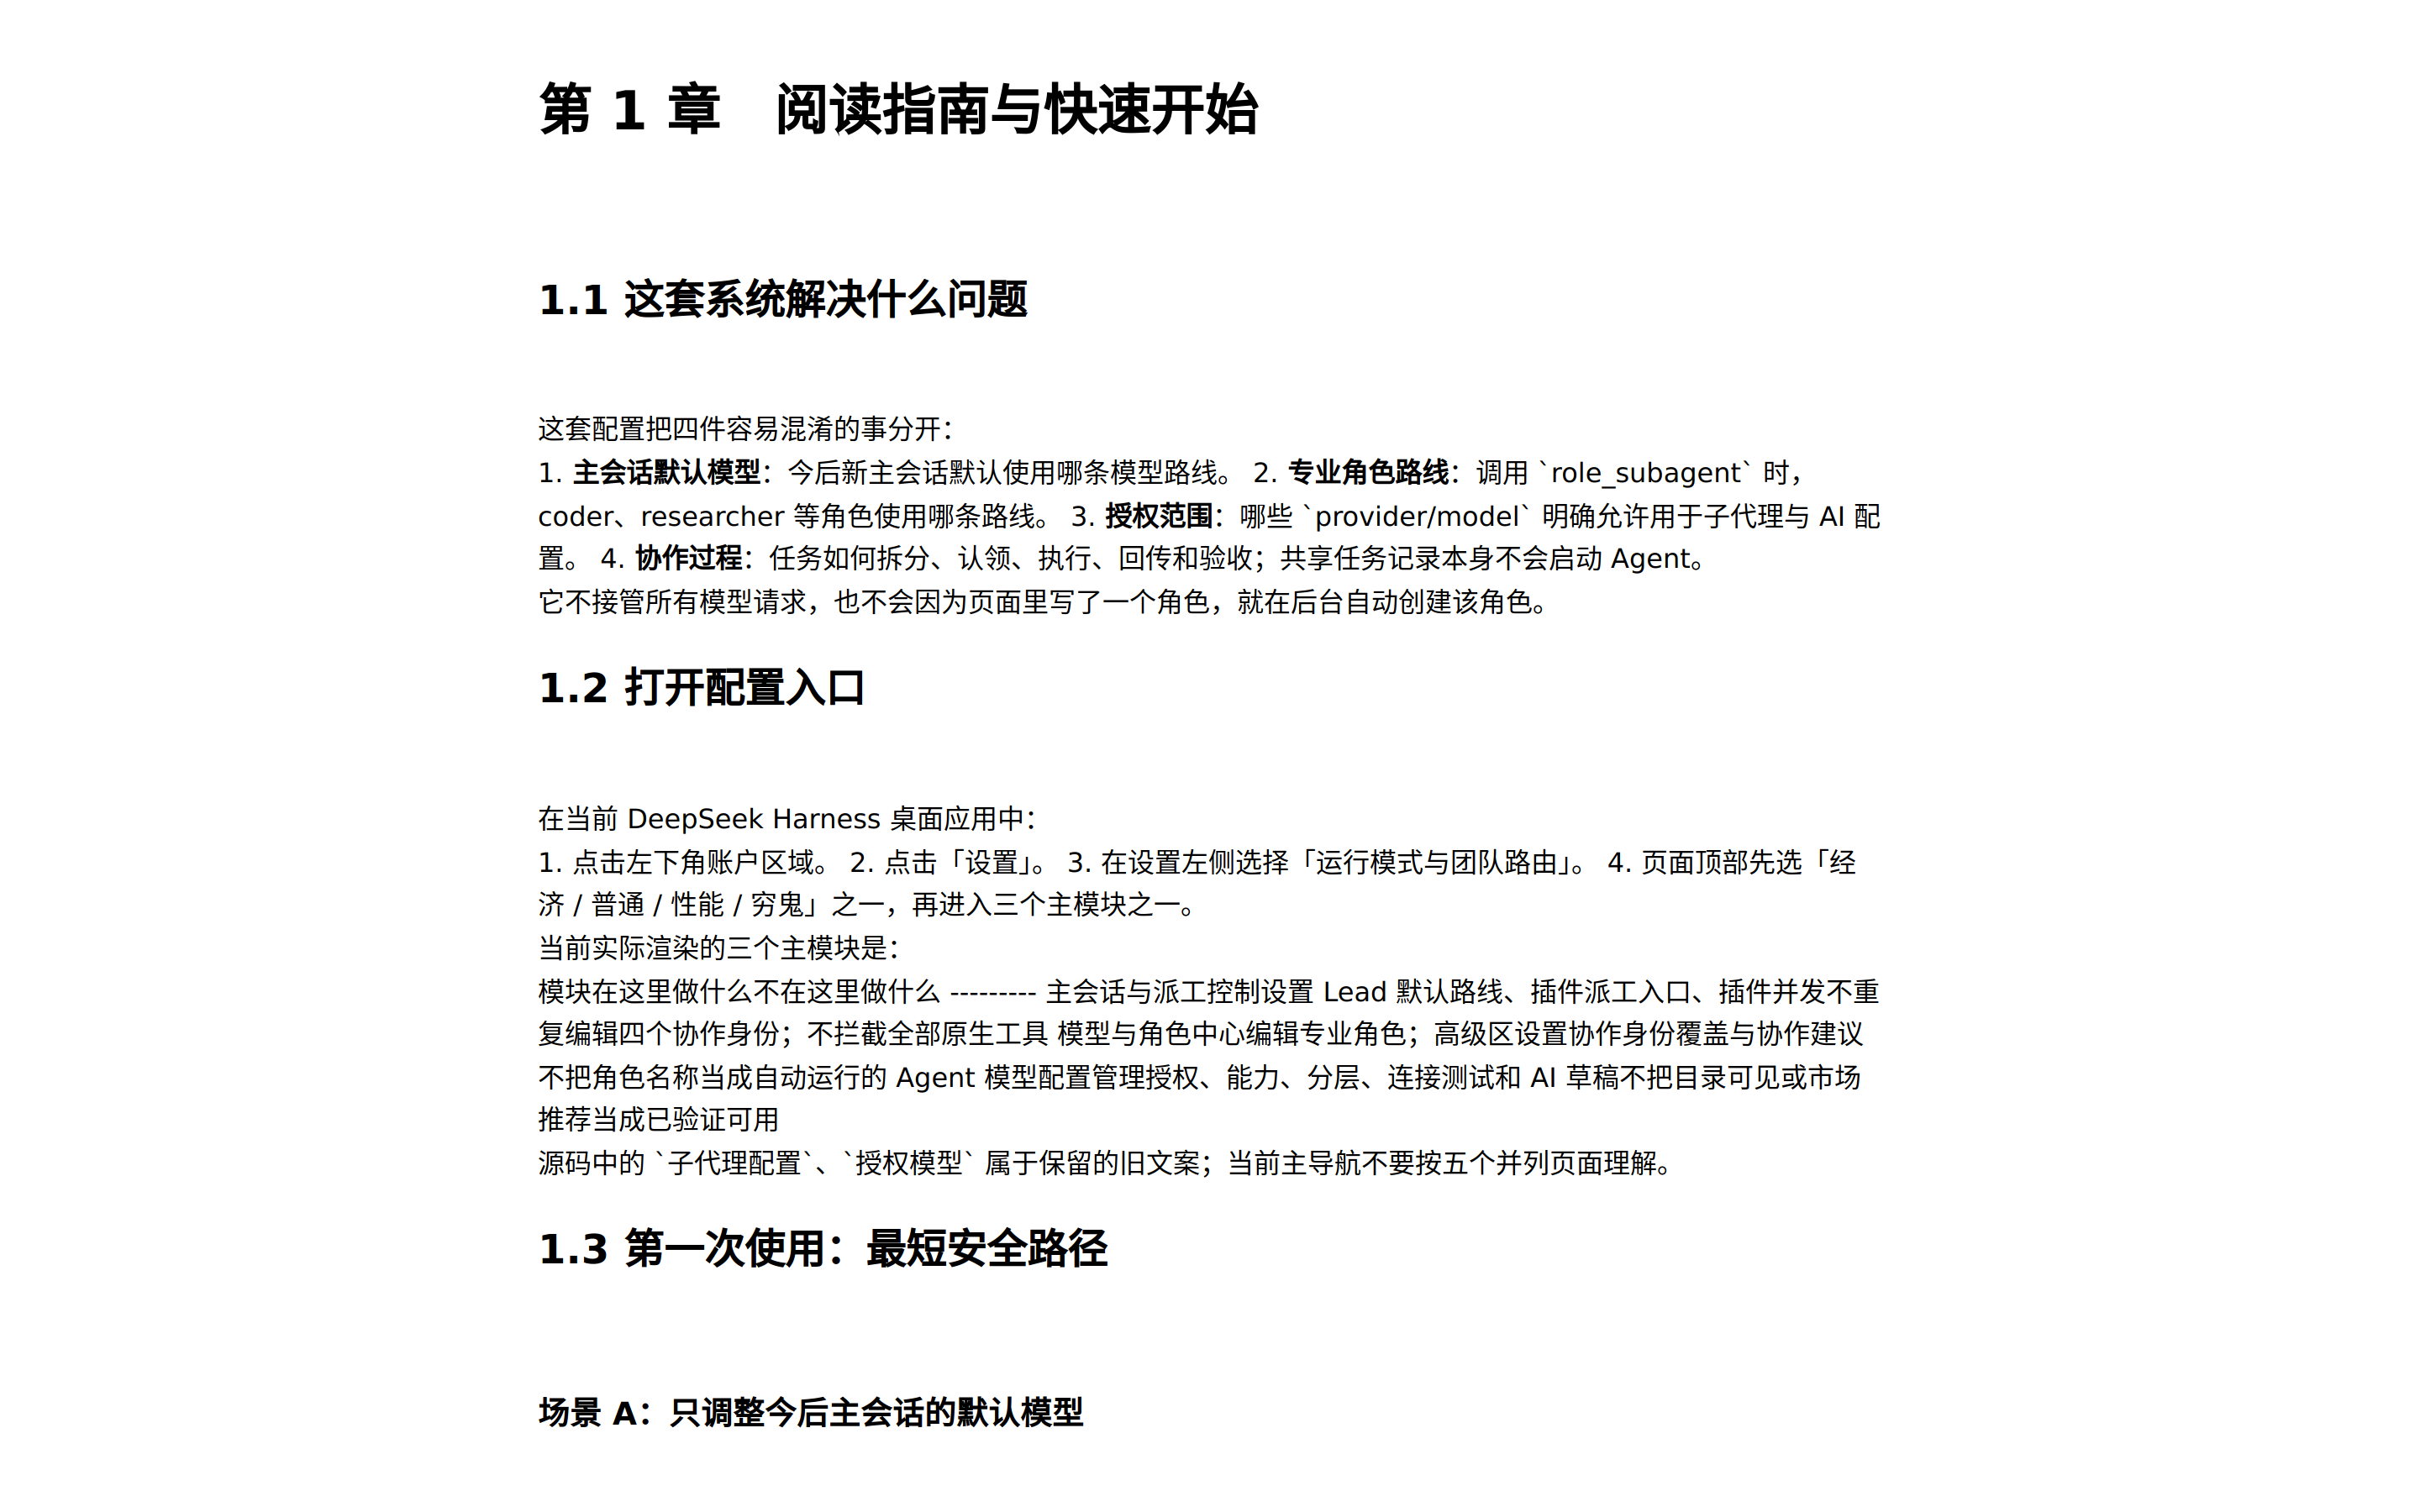 第 1 章　阅读指南与快速开始
1.1 这套系统解决什么问题
这套配置把四件容易混淆的事分开：
1. 主会话默认模型：今后新主会话默认使用哪条模型路线。 2. 专业角色路线：调用 `role_subagent` 时，
coder、researcher 等角色使用哪条路线。 3. 授权范围：哪些 `provider/model` 明确允许用于子代理与 AI 配
置。 4. 协作过程：任务如何拆分、认领、执行、回传和验收；共享任务记录本身不会启动 Agent。
它不接管所有模型请求，也不会因为页面里写了一个角色，就在后台自动创建该角色。
1.2 打开配置入口
在当前 DeepSeek Harness 桌面应用中：
1. 点击左下角账户区域。 2. 点击「设置」。 3. 在设置左侧选择「运行模式与团队路由」。 4. 页面顶部先选「经
济 / 普通 / 性能 / 穷鬼」之一，再进入三个主模块之一。
当前实际渲染的三个主模块是：
模块在这里做什么不在这里做什么 --------- 主会话与派工控制设置 Lead 默认路线、插件派工入口、插件并发不重
复编辑四个协作身份；不拦截全部原生工具 模型与角色中心编辑专业角色；高级区设置协作身份覆盖与协作建议
不把角色名称当成自动运行的 Agent 模型配置管理授权、能力、分层、连接测试和 AI 草稿不把目录可见或市场
推荐当成已验证可用
源码中的 `子代理配置`、`授权模型` 属于保留的旧文案；当前主导航不要按五个并列页面理解。
1.3 第一次使用：最短安全路径
场景 A：只调整今后主会话的默认模型